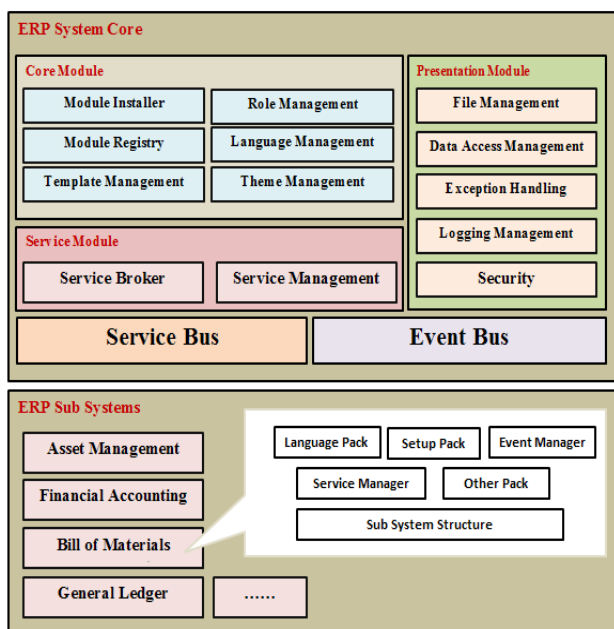 ERP System Core
Core Module
Module Installer
Role Management
Module Registry
Language Management
Template Management
Theme Management
Presentation Module
File Management
Data Access Management
Exception Handling
Logging Management
Security
Service Module
Service Broker
Service Management
Service Bus
Event Bus
ERP Sub Systems
Asset Management
Financial Accounting
Bill of Materials
General Ledger
......
Language Pack
Setup Pack
Event Manager
Service Manager
Other Pack
Sub System Structure